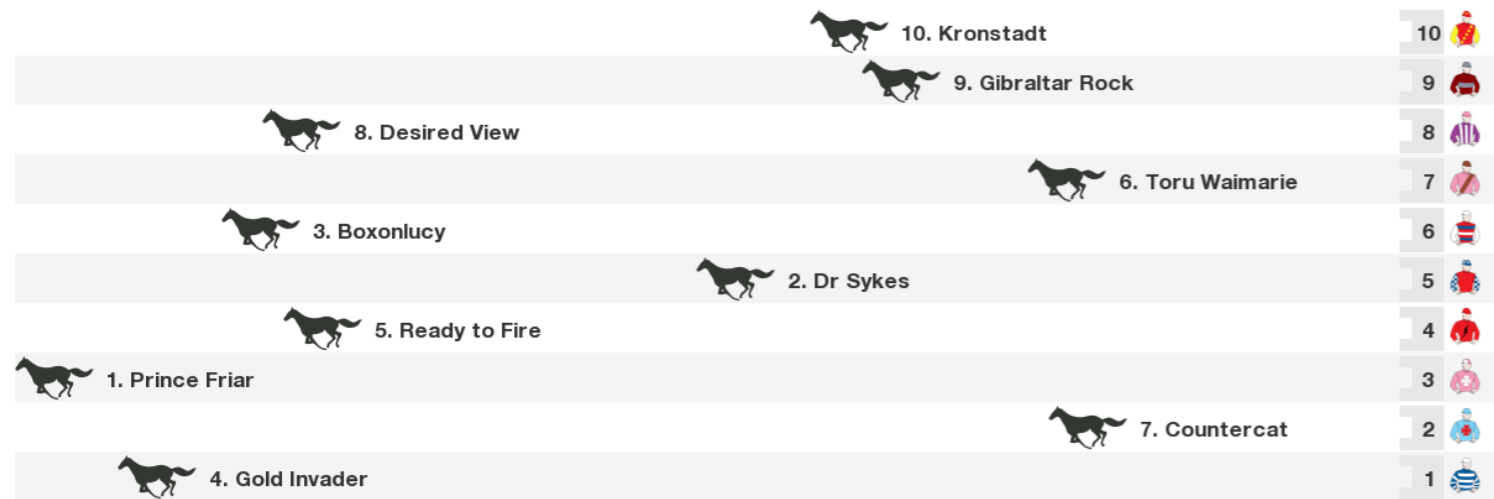 10. Kronstadt 10
9. Gibraltar Rock 9
8. Desired View 8
6. Toru Waimarie 7
3. Boxonlucy 6
2. Dr Sykes 5
5. Ready to Fire 4
1. Prince Friar 3
7. Countercat 2
4. Gold Invader 1